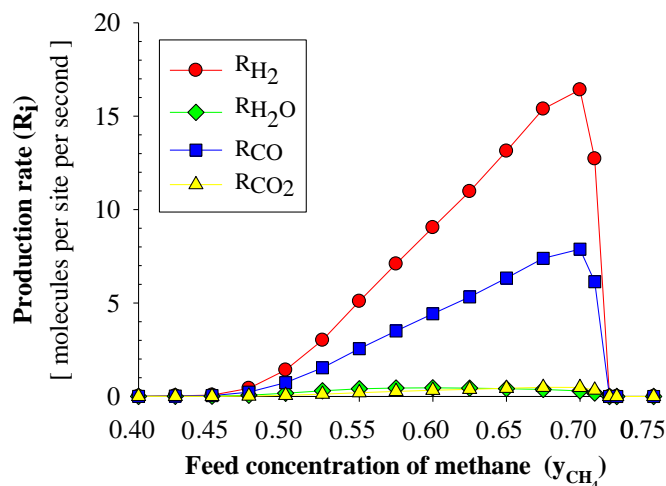 20
15
10
5
0
Production rate (Ri)
[ molecules per site per second ]
RH2
RH2O
RCO
RCO2
0.40 0.45 0.50 0.55 0.60 0.65 0.70 0.75
Feed concentration of methane (yCH4)